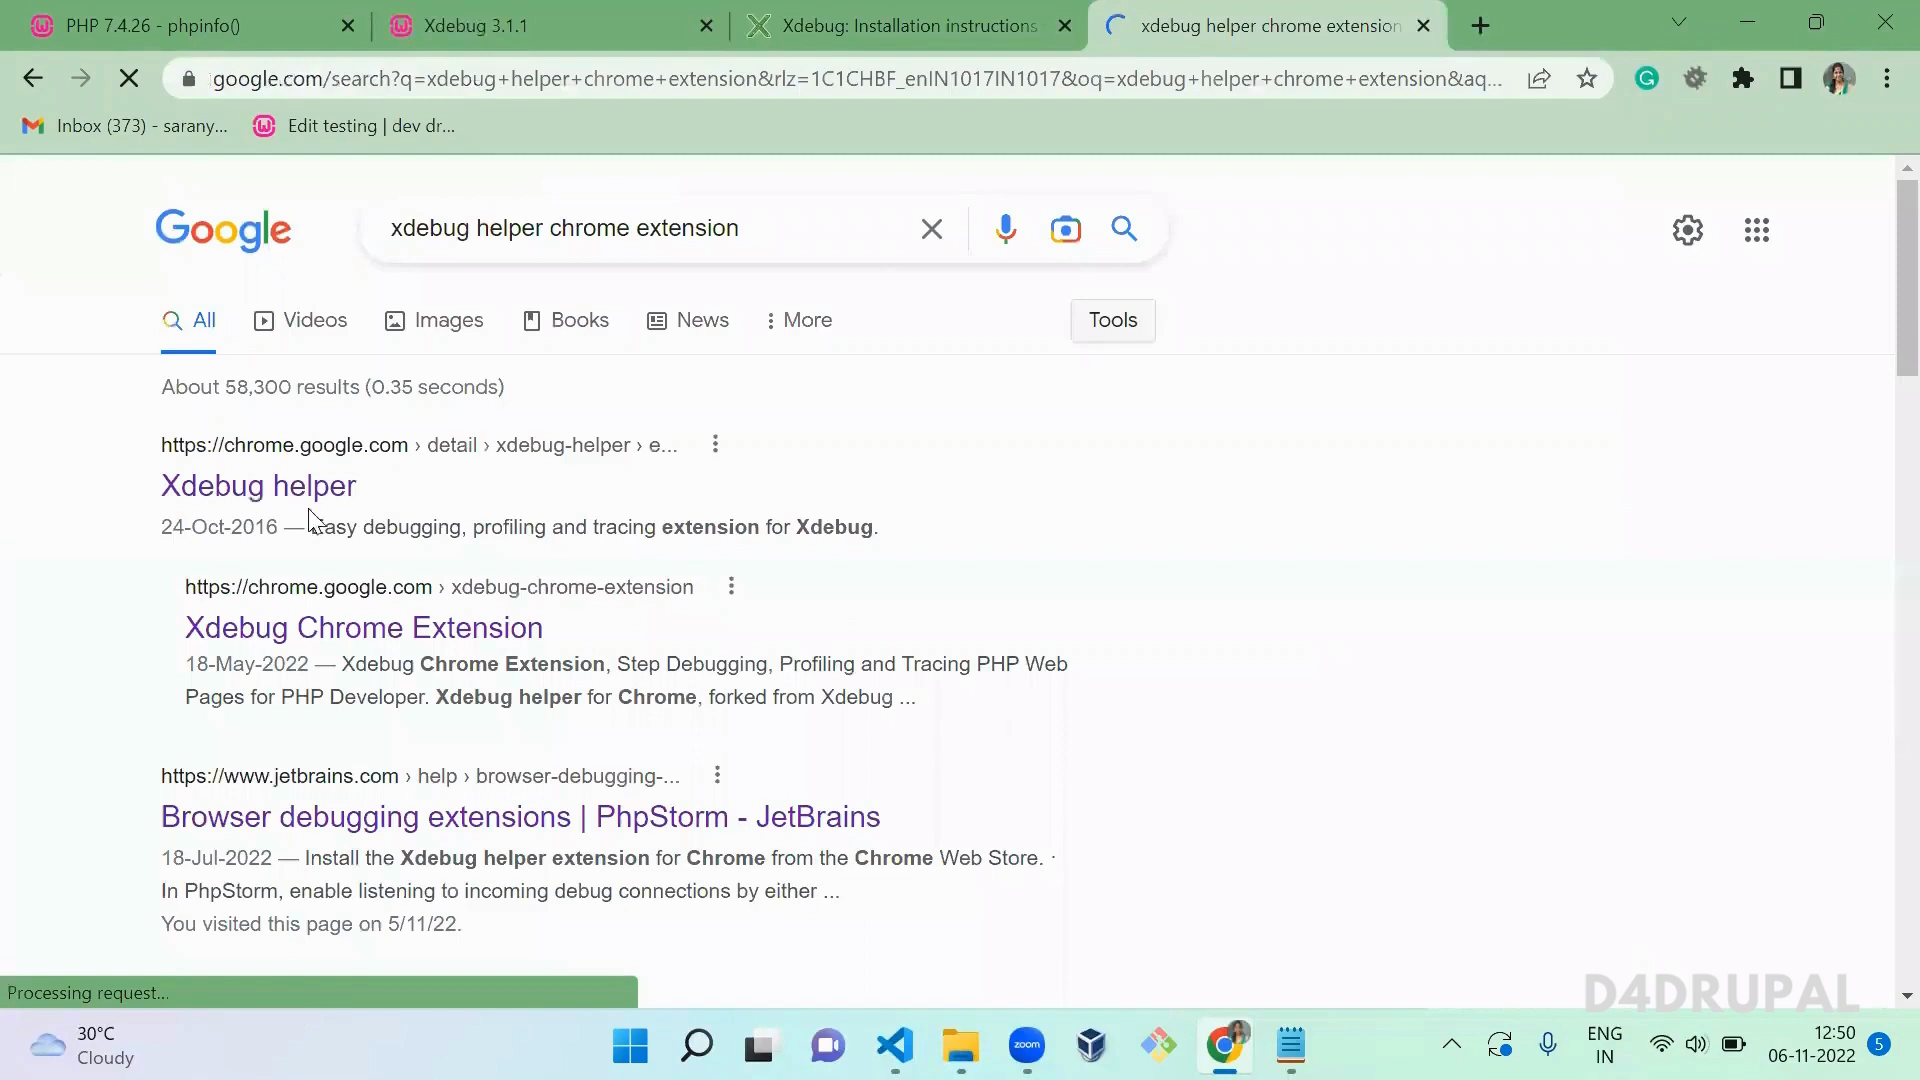 PHP 7.4.26 - phpinfo()
Xdebug 3.1.1
Xdebug: Installation instructions
xdebug helper chrome extension
google.com/search?q=xdebug+helper+chrome+extension&rlz=1C1CHBF_enIN1017IN1017&oq=xdebug+helper+chrome+extension&aq...
Inbox (373) - sarany...
Edit testing | dev dr...
Google
xdebug helper chrome extension
All
Videos
Images
Books
News
More
Tools
About 58,300 results (0.35 seconds)
https://chrome.google.com › detail › xdebug-helper › e...
Xdebug helper
24-Oct-2016 — Easy debugging, profiling and tracing extension for Xdebug.
https://chrome.google.com › xdebug-chrome-extension
Xdebug Chrome Extension
18-May-2022 — Xdebug Chrome Extension, Step Debugging, Profiling and Tracing PHP Web
Pages for PHP Developer. Xdebug helper for Chrome, forked from Xdebug ...
https://www.jetbrains.com › help › browser-debugging-...
Browser debugging extensions | PhpStorm - JetBrains
18-Jul-2022 — Install the Xdebug helper extension for Chrome from the Chrome Web Store. ·
In PhpStorm, enable listening to incoming debug connections by either ...
You visited this page on 5/11/22.
Processing request...
D4DRUPAL
30°C
Cloudy
zoom
ENG
IN
12:50
06-11-2022
5